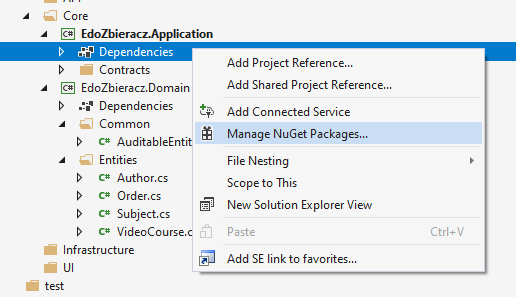 API
Core
C# EdoZbieracz.Application
Dependencies
Contracts
C# EdoZbieracz.Domain
Dependencies
Common
C# AuditableEntit
Entities
C# Author.cs
C# Order.cs
C# Subject.cs
C# VideoCourse.c
Infrastructure
UI
test
Add Project Reference...
Add Shared Project Reference...
Add Connected Service
Manage NuGet Packages...
File Nesting
Scope to This
New Solution Explorer View
Paste Ctrl+V
Add SE link to favorites...